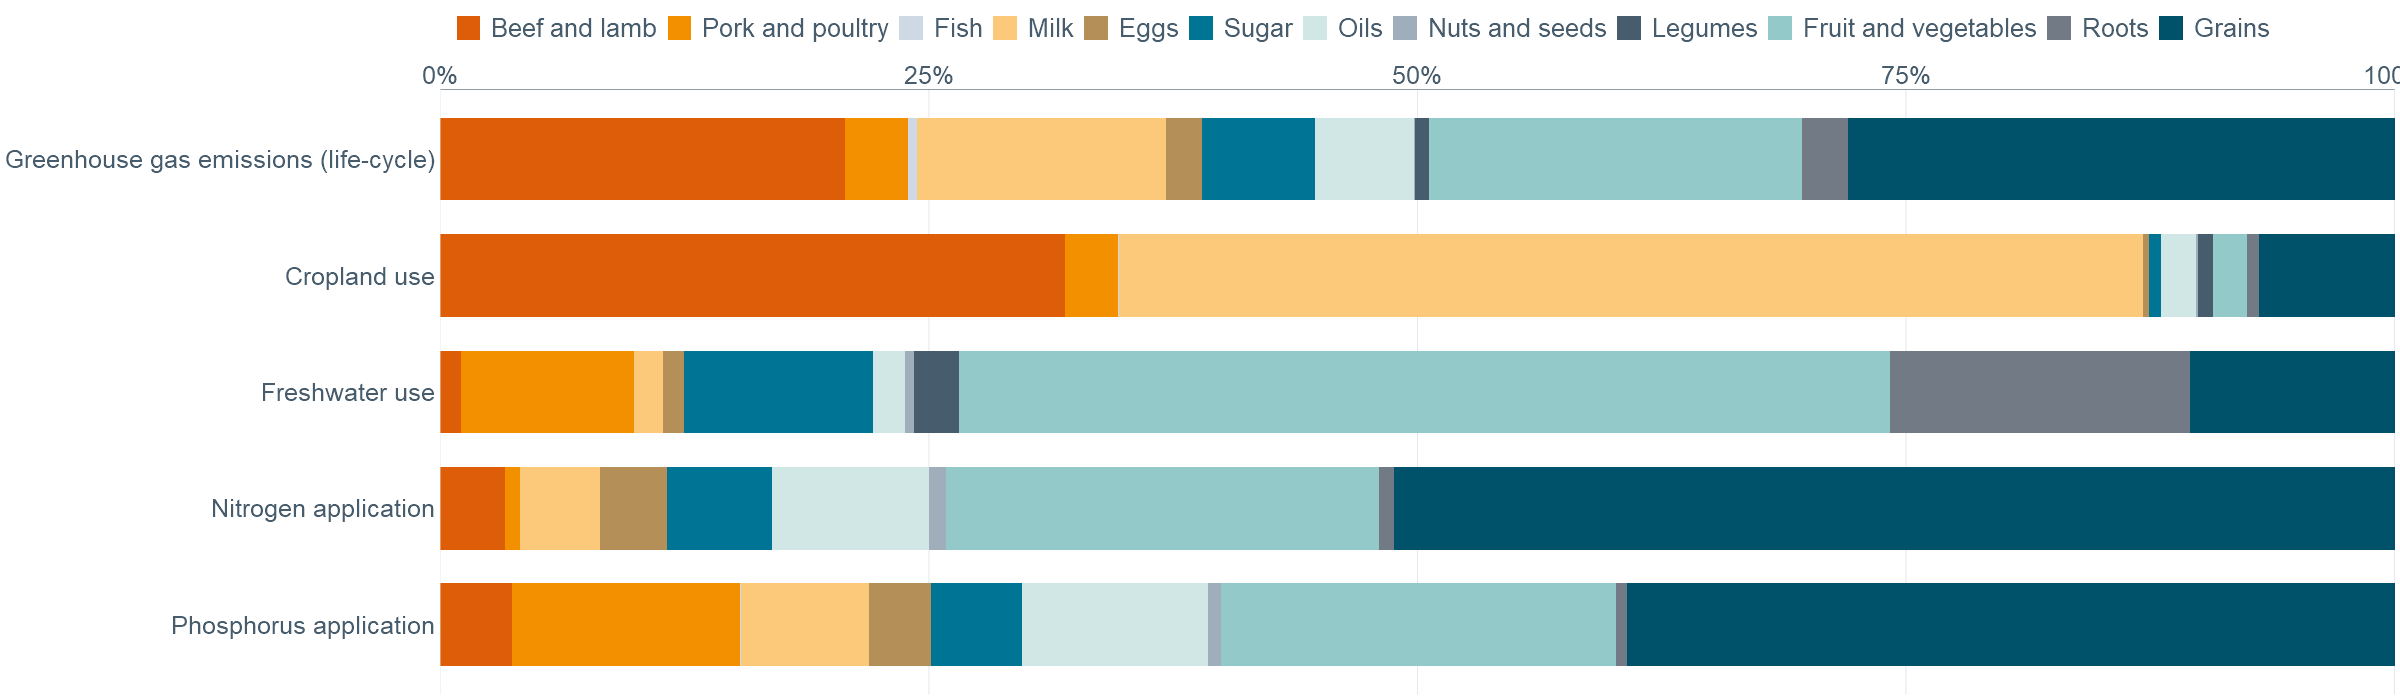 Beef and lamb Pork and poultry Fish Milk Eggs Sugar Oils Nuts and seeds Legumes Fruit and vegetables Roots Grains
0% 25% 50% 75% 100
Greenhouse gas emissions (life-cycle)
Cropland use
Freshwater use
Nitrogen application
Phosphorus application